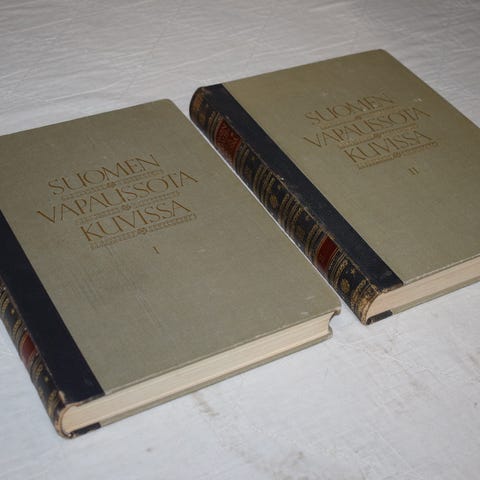 SUOMEN
VAPAUSSOTA
KUVISSA
I
SUOMEN
VAPAUSSOTA
KUVISSA
II